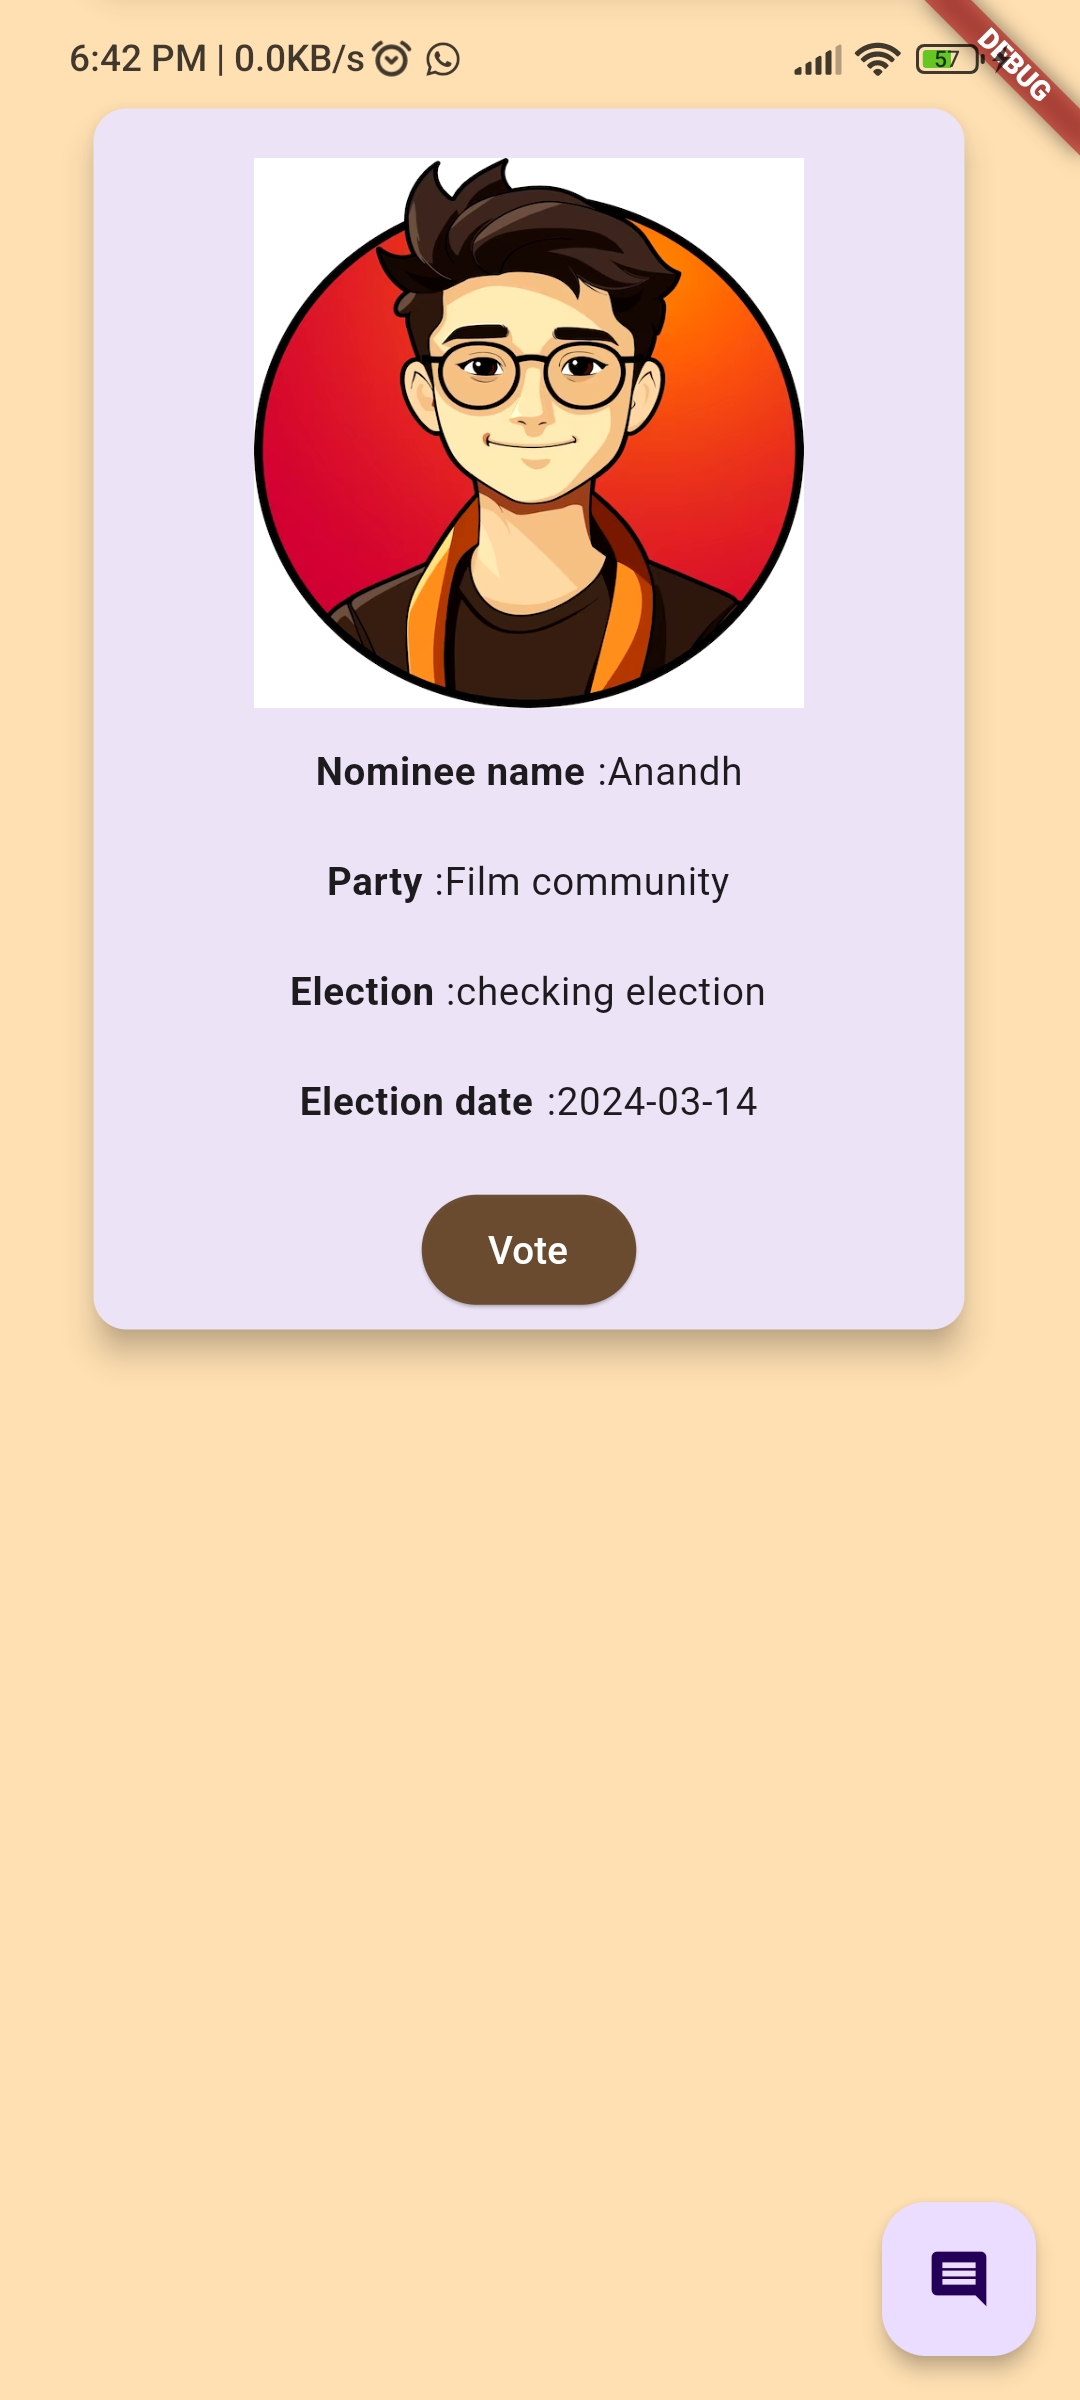 6:42 PM | 0.0KB/s
57
DEBUG
Nominee name :Anandh
Party :Film community
Election :checking election
Election date :2024-03-14
Vote